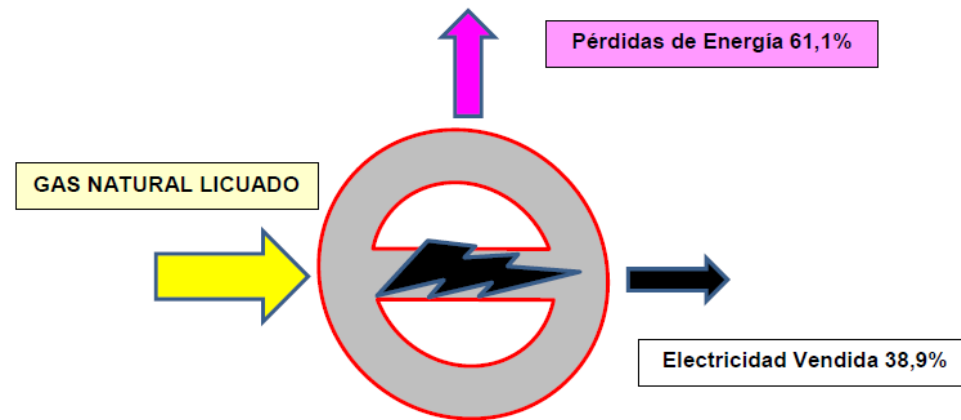 Pérdidas de Energía 61,1%
GAS NATURAL LICUADO
Electricidad Vendida 38,9%